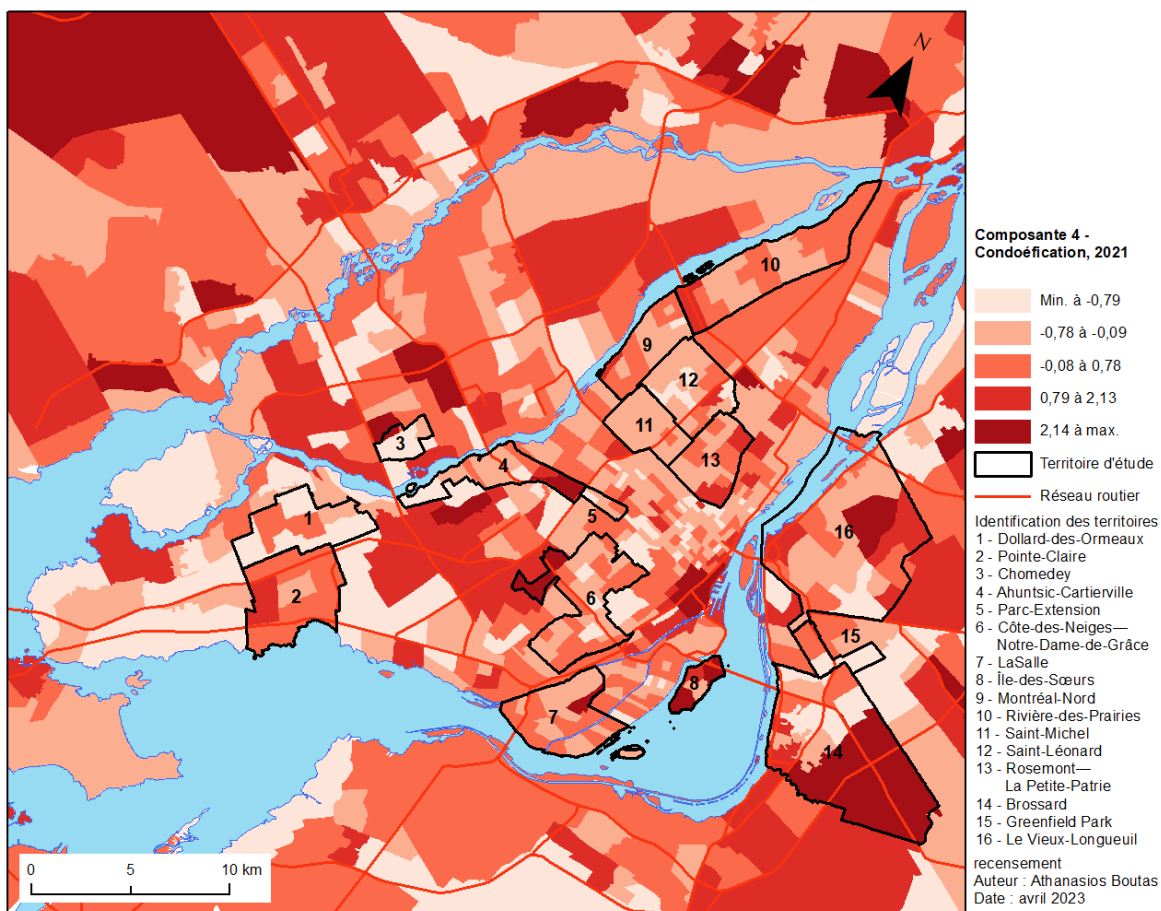 N
10
9
12
3
11
4
13
1
5
16
2
6
15
8
7
14
0 5 10 km
Composante 4 -
Condoéfication, 2021
Min. à -0,79
-0,78 à -0,09
-0,08 à 0,78
0,79 à 2,13
2,14 à max.
Territoire d'étude
Réseau routier
Identification des territoires
1 - Dollard-des-Ormeaux
2 - Pointe-Claire
3 - Chomedey
4 - Ahuntsic-Cartierville
5 - Parc-Extension
6 - Côte-des-Neiges—
Notre-Dame-de-Grâce
7 - LaSalle
8 - Île-des-Sœurs
9 - Montréal-Nord
10 - Rivière-des-Prairies
11 - Saint-Michel
12 - Saint-Léonard
13 - Rosemont—
La Petite-Patrie
14 - Brossard
15 - Greenfield Park
16 - Le Vieux-Longueuil
recensement
Auteur : Athanasios Boutas
Date : avril 2023